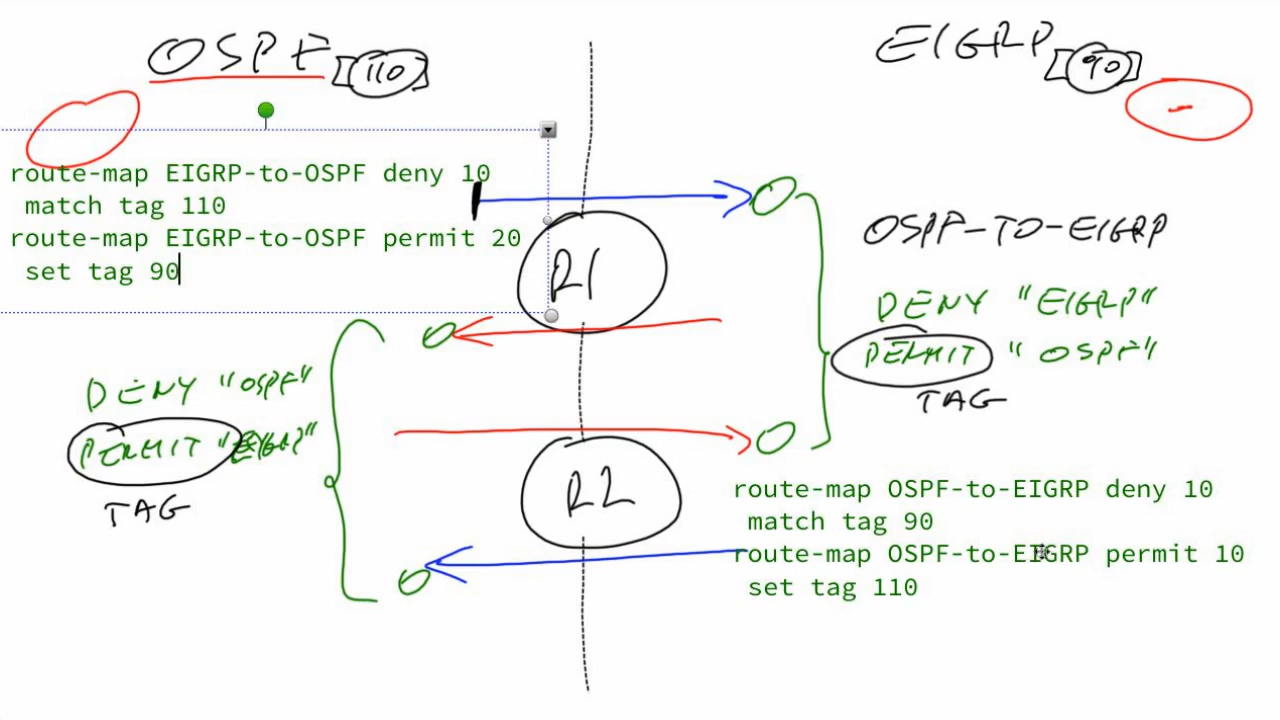 OSPF [110]
EIGRP [90]
route-map EIGRP-to-OSPF deny 10
match tag 110
route-map EIGRP-to-OSPF permit 20
set tag 90
R1
OSPF-TO-EIGRP
DENY "EIGRP"
PERMIT "OSPF"
TAG
DENY "OSPF"
PERMIT "EIGRP"
TAG
R2
route-map OSPF-to-EIGRP deny 10
match tag 90
route-map OSPF-to-EIGRP permit 10
set tag 110